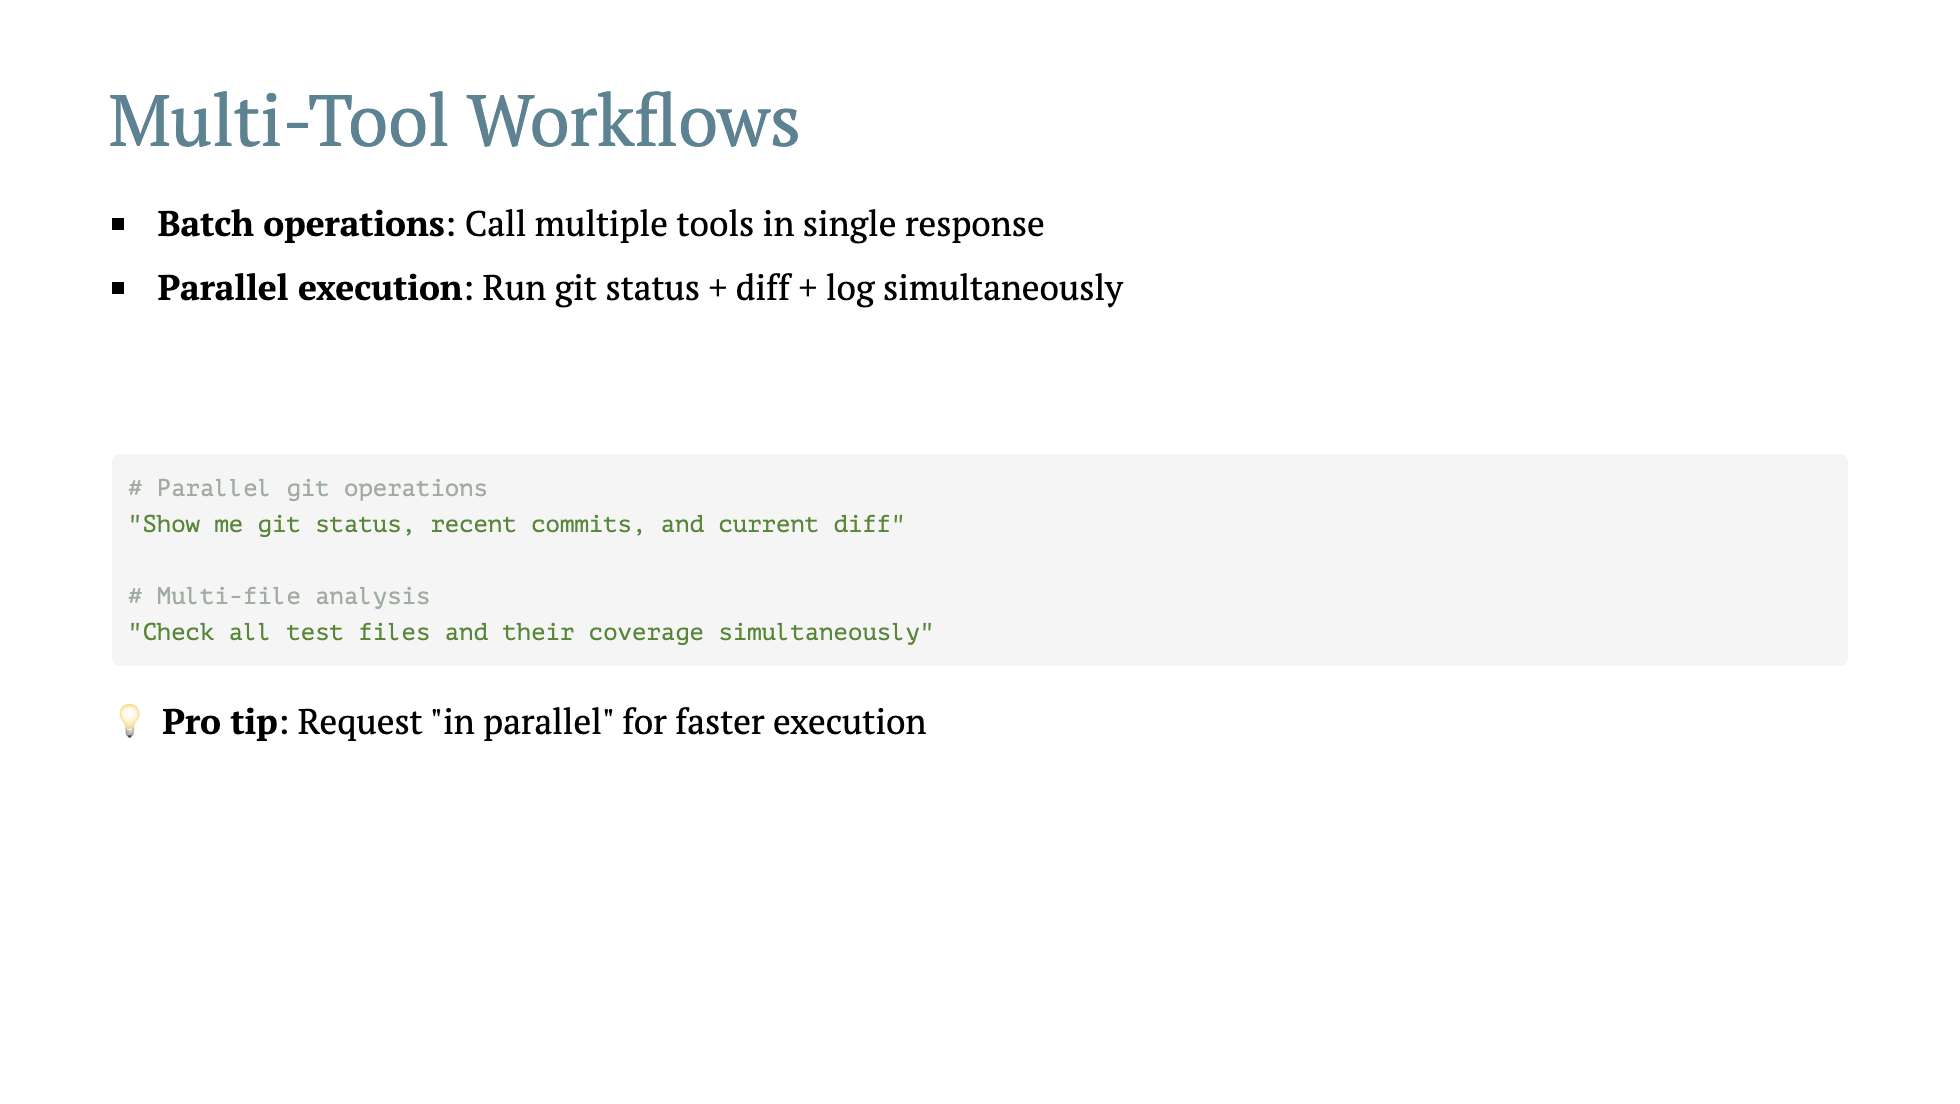 Multi-Tool Workflows
▪ Batch operations: Call multiple tools in single response
▪ Parallel execution: Run git status + diff + log simultaneously
# Parallel git operations
"Show me git status, recent commits, and current diff"
# Multi-file analysis
"Check all test files and their coverage simultaneously"
💡 Pro tip: Request "in parallel" for faster execution